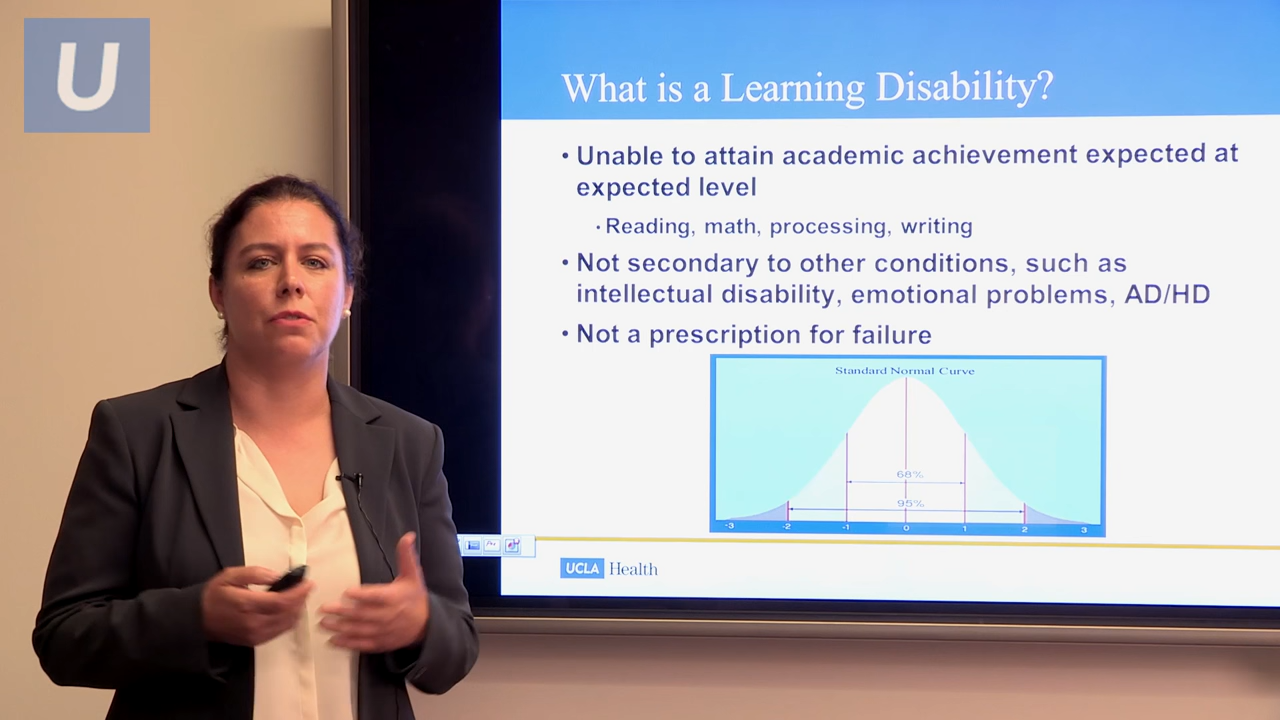 U
What is a Learning Disability?
• Unable to attain academic achievement expected at
expected level
• Reading, math, processing, writing
• Not secondary to other conditions, such as
intellectual disability, emotional problems, AD/HD
• Not a prescription for failure
Standard Normal Curve
68%
95%
-3 -2 -1 0 1 2 3
UCLA Health